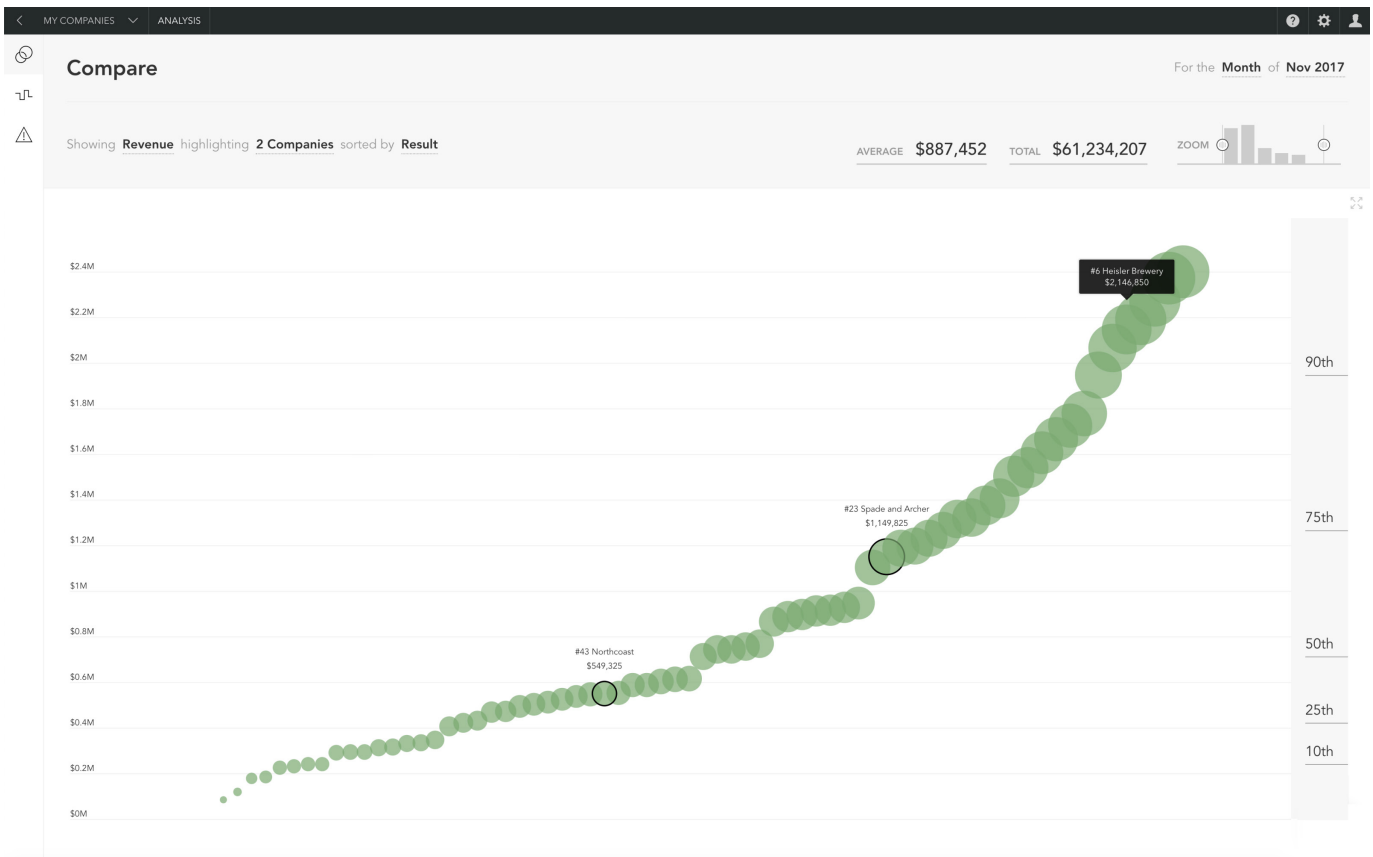 MY COMPANIES ANALYSIS
Compare
For the Month of Nov 2017
Showing Revenue highlighting 2 Companies sorted by Result
AVERAGE $887,452 TOTAL $61,234,207 ZOOM
$2.4M
#6 Heisler Brewery
$2,146,850
$2.2M
$2M
90th
$1.8M
$1.6M
$1.4M
#23 Spade and Archer
$1,149,825
75th
$1.2M
$1M
$0.8M
50th
#43 Northcoast
$549,325
$0.6M
25th
$0.4M
10th
$0.2M
$0M